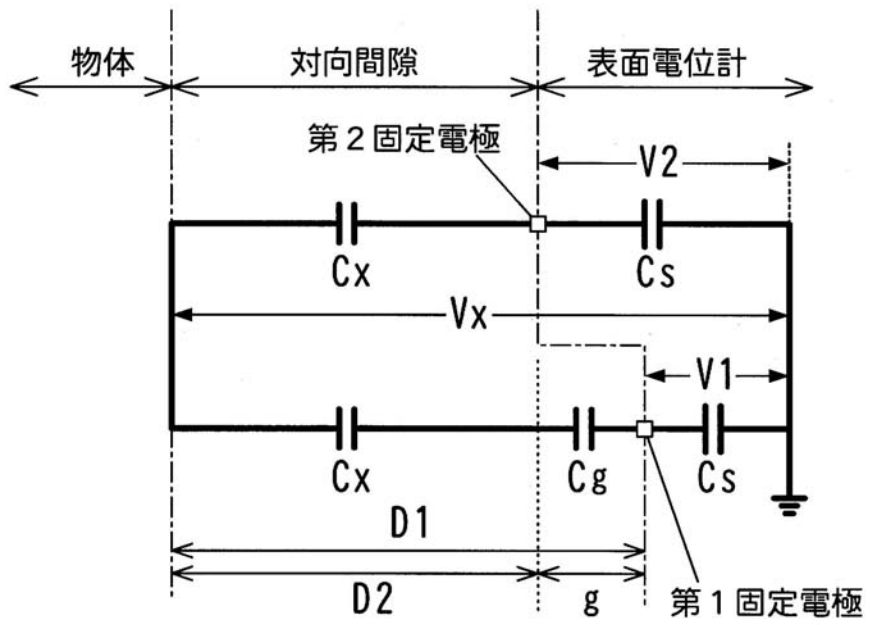 物体
対向間隙
表面電位計
第2固定電極
V2
Cx
Cs
Vx
V1
Cx
Cg
Cs
D1
D2
g
第1固定電極